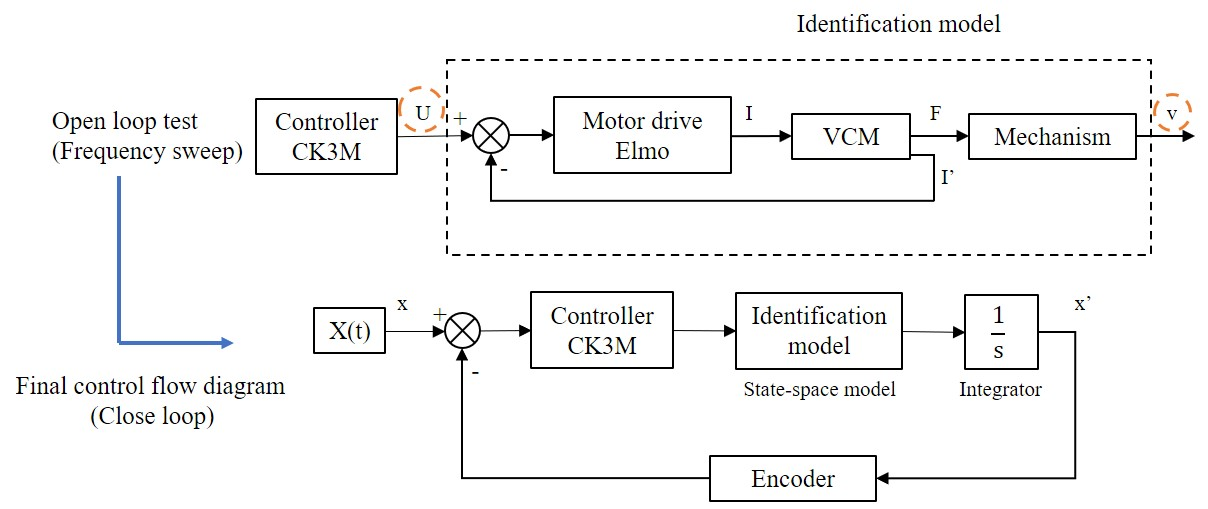 Identification model
Open loop test
(Frequency sweep)
Controller
CK3M
U
+
-
Motor drive
Elmo
I
VCM
F
I’
Mechanism
v
X(t)
x
+
-
Controller
CK3M
Identification
model
State-space model
1
s
Integrator
x’
Final control flow diagram
(Close loop)
Encoder